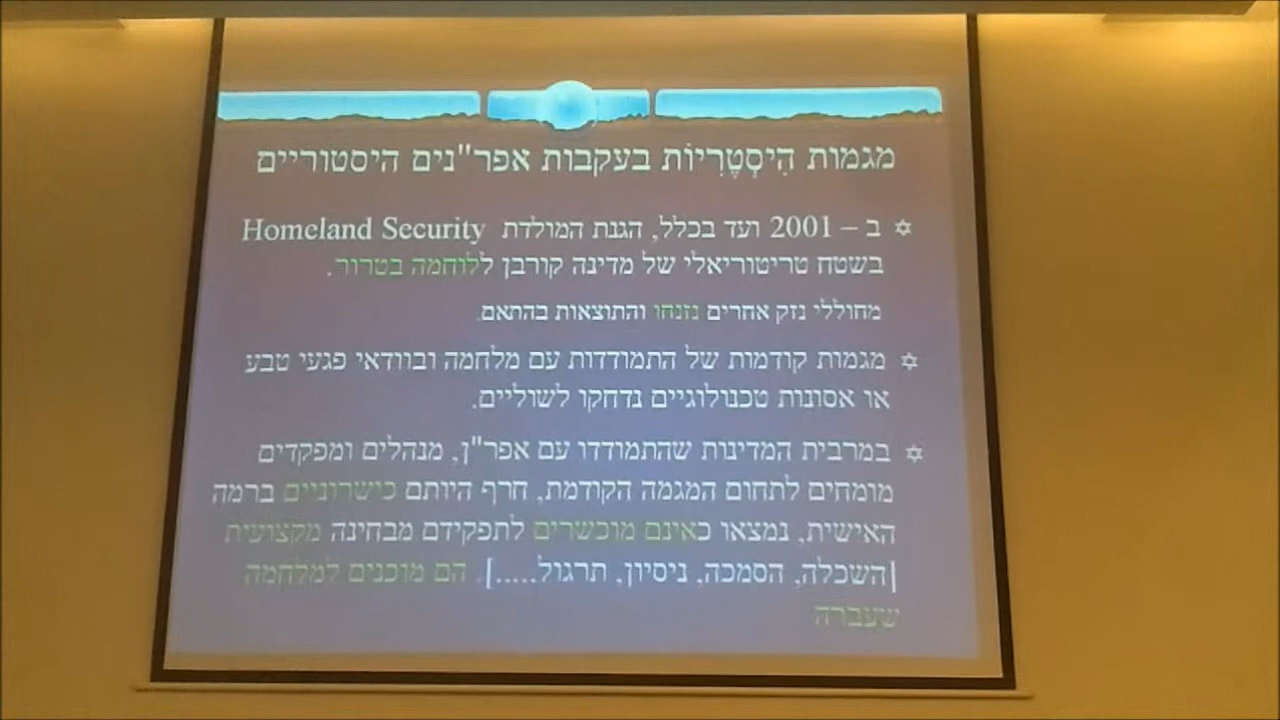 מגמות הִיסְטֶרִיוֹת בעקבות אפר"נים היסטוריים
ב – 2001 ועד בכלל, הגנת המולדת Homeland Security
בשטח טריטוריאלי של מדינה קורבן ללוחמה בטרור.
מחוללי נזק אחרים נזנחו והתוצאות בהתאם.
מגמות קודמות של התמודדות עם מלחמה ובוודאי פגעי טבע
או אסונות טכנולוגיים נדחקו לשוליים.
במרבית המדינות שהתמודדו עם אפר"ן, מנהלים ומפקדים
מומחים לתחום המגמה הקודמת, חרף היותם כישרוניים ברמה
האישית, נמצאו כאינם מוכשרים לתפקידם מבחינה מקצועית
[השכלה, הסמכה, ניסיון, תרגול.....]. הם מוכנים למלחמה
שעברה